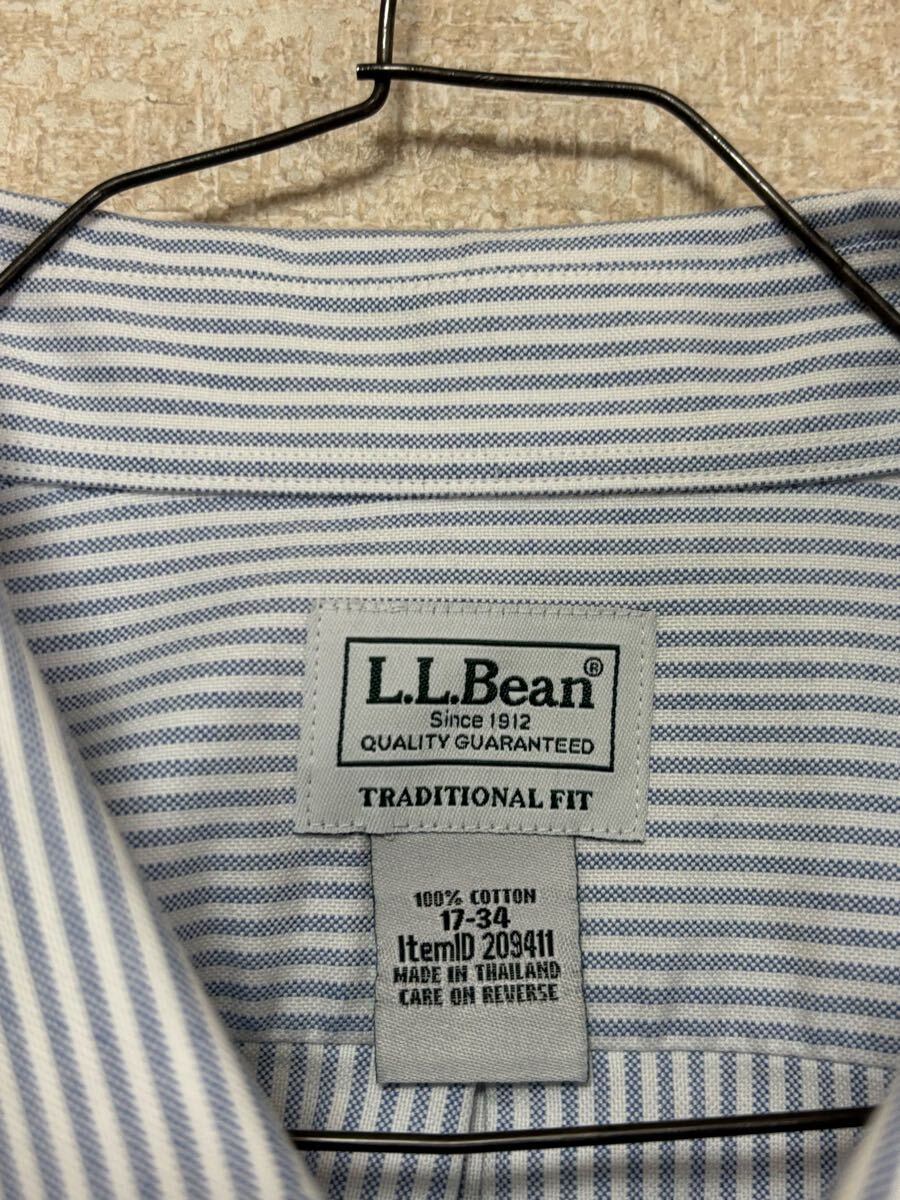 L.L.Bean®
Since 1912
QUALITY GUARANTEED
TRADITIONAL FIT
100% COTTON
17-34
ItemID 209411
MADE IN THAILAND
CARE ON REVERSE